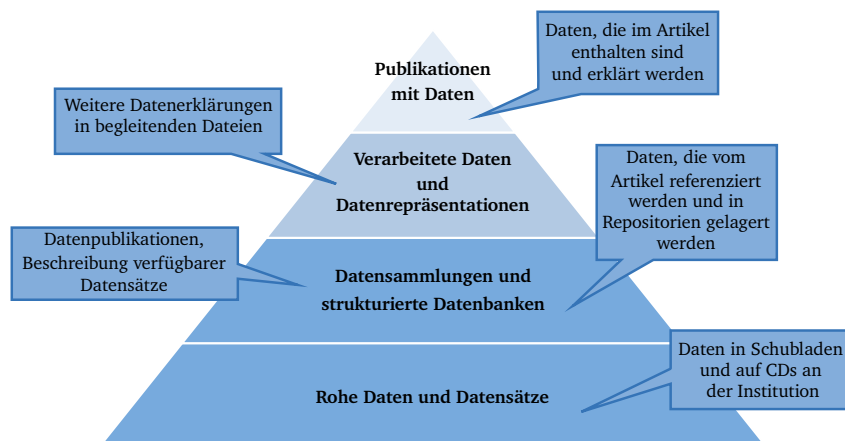 Daten, die im Artikel
enthalten sind
und erklärt werden
Publikationen
mit Daten
Weitere Datenerklärungen
in begleitenden Dateien
Verarbeitete Daten
und
Datenrepräsentationen
Daten, die vom
Artikel referenziert
werden und in
Repositorien gelagert
werden
Datenpublikationen,
Beschreibung verfügbarer
Datensätze
Datensammlungen und
strukturierte Datenbanken
Daten in Schubladen
und auf CDs an
der Institution
Rohe Daten und Datensätze